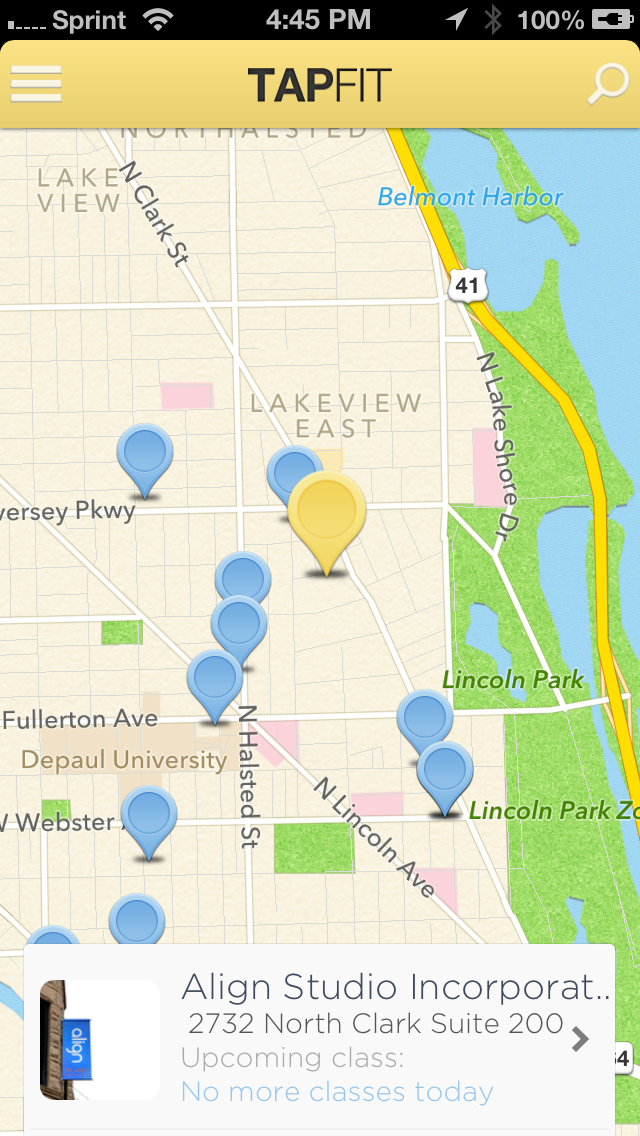 Sprint 4:45 PM 100%
TAPFIT
NORTHALSTED
LAKE
VIEW
N Clark St
Belmont Harbor
41
LAKEVIEW
EAST
N Lake Shore Dr
versey Pkwy
Lincoln Park
Fullerton Ave
N Halsted St
Depaul University
N Lincoln Ave
W Webster A
Lincoln Park Zo
Align Studio Incorporat..
2732 North Clark Suite 200
Upcoming class:
No more classes today
align
64